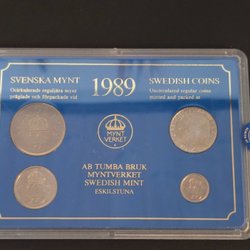 SVENSKA MYNT
Ocirkulerade reguljära mynt
präglade och förpackade vid
1989
SWEDISH COINS
Uncirculated regular coins
minted and packed at
MYNT
VERKET
AB TUMBA BRUK
MYNTVERKET
SWEDISH MINT
ESKILSTUNA